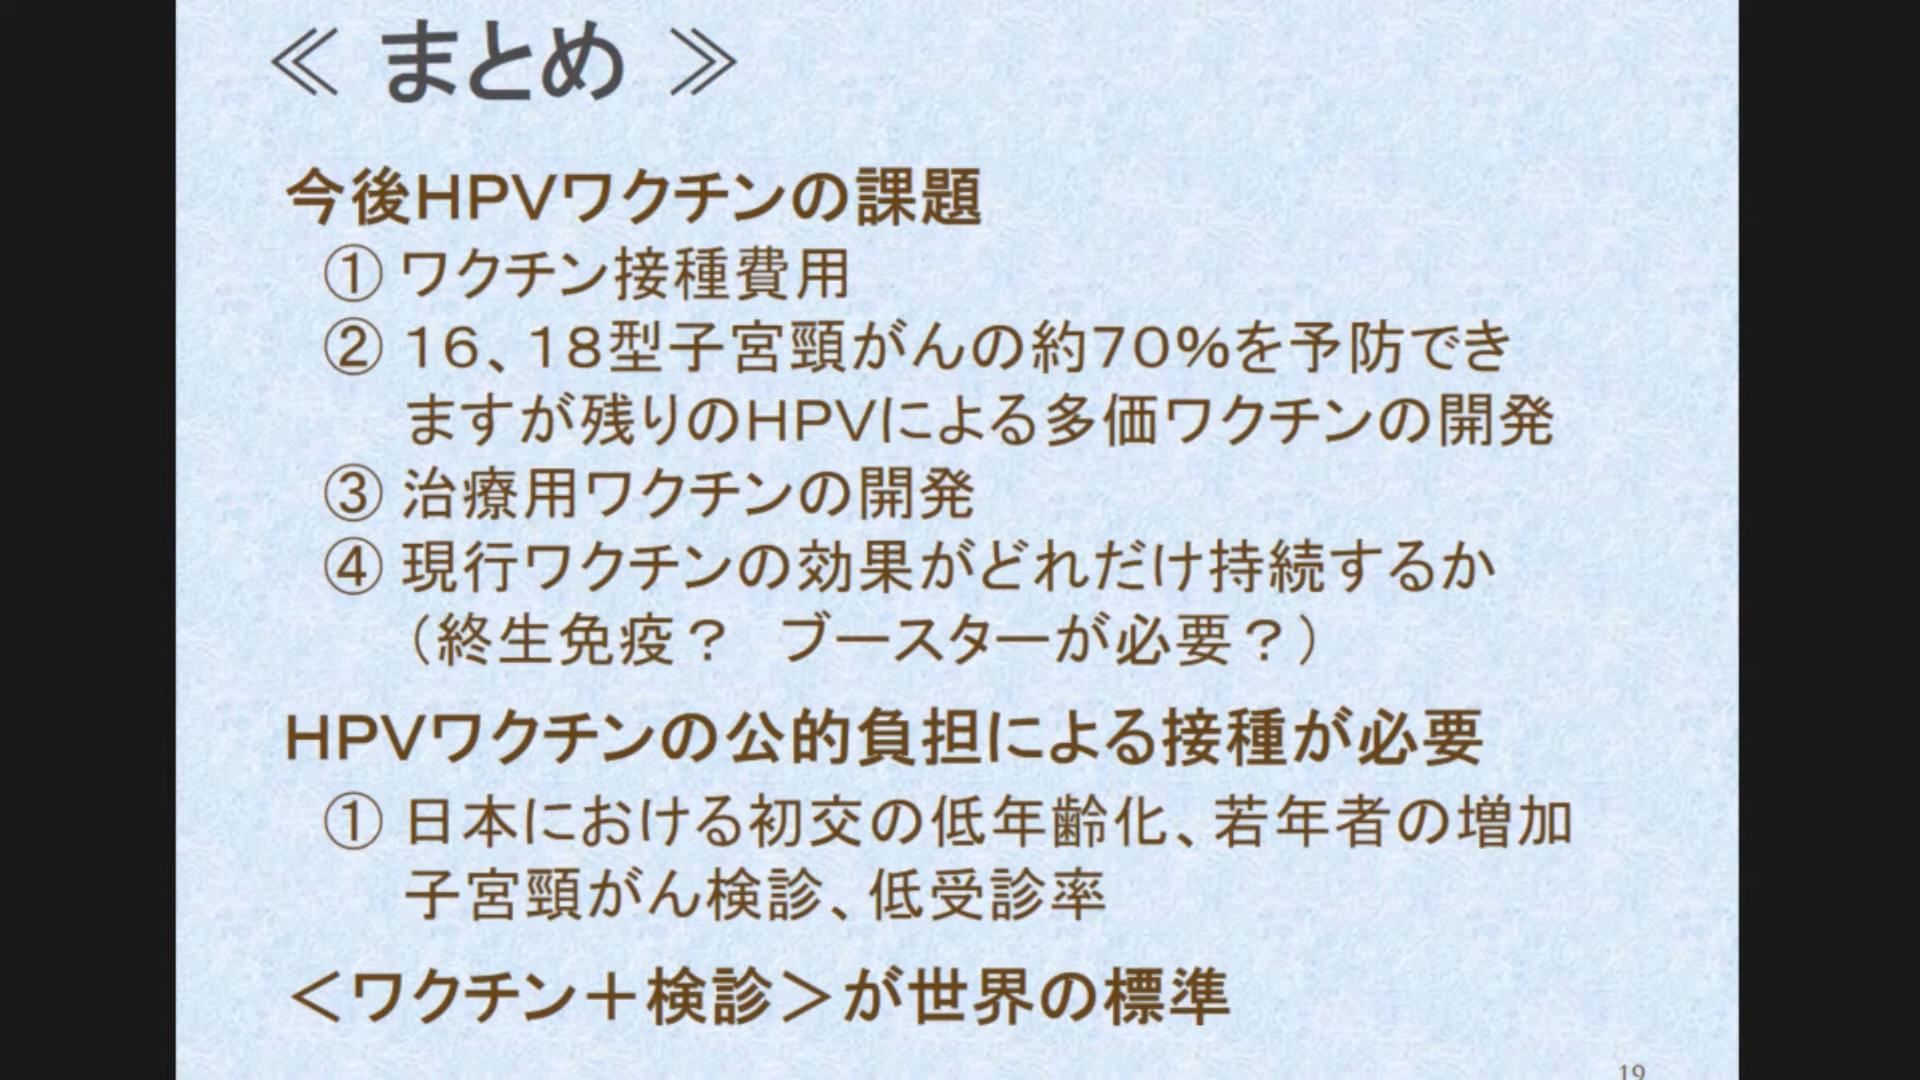 ≪ まとめ ≫
今後HPVワクチンの課題
① ワクチン接種費用
② 16、18型子宮頸がんの約70%を予防でき
ますが残りのHPVによる多価ワクチンの開発
③ 治療用ワクチンの開発
④ 現行ワクチンの効果がどれだけ持続するか
（終生免疫？　ブースターが必要？）
HPVワクチンの公的負担による接種が必要
① 日本における初交の低年齢化、若年者の増加
子宮頸がん検診、低受診率
＜ワクチン＋検診＞が世界の標準
19